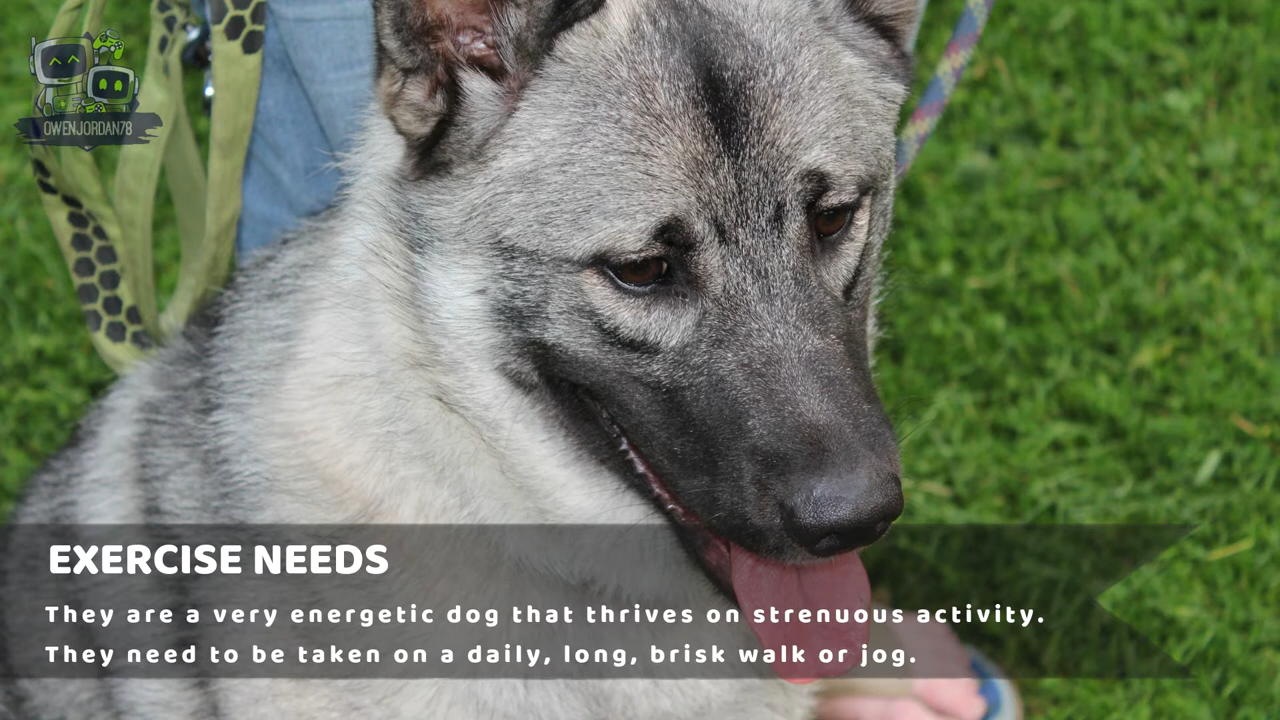 OWENJORDAN78
EXERCISE NEEDS
They are a very energetic dog that thrives on strenuous activity.
They need to be taken on a daily, long, brisk walk or jog.